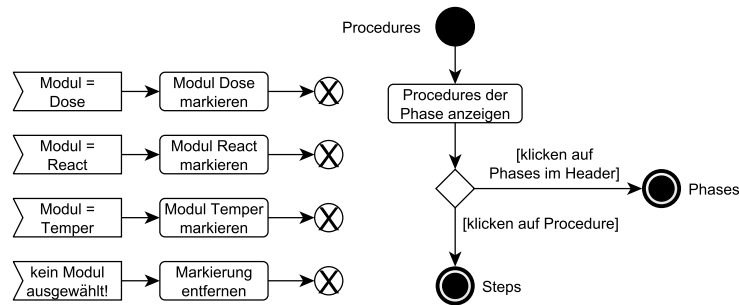 Procedures
Modul =
Dose
Modul Dose
markieren
Procedures der
Phase anzeigen
Modul =
React
Modul React
markieren
[klicken auf
Phases im Header]
Phases
Modul =
Temper
Modul Temper
markieren
[klicken auf Procedure]
kein Modul
ausgewählt!
Markierung
entfernen
Steps